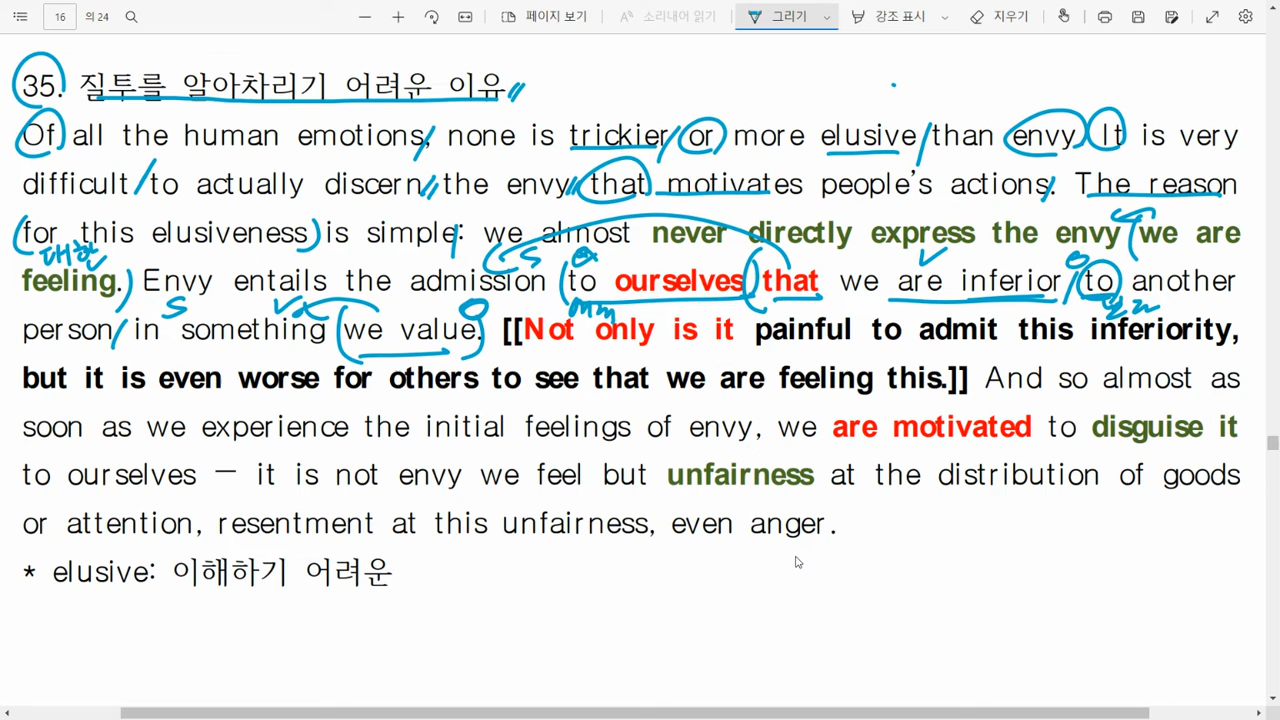 16 의 24 페이지 보기 소리내어 읽기 그리기 강조 표시 지우기
35. 질투를 알아차리기 어려운 이유
Of all the human emotions, none is trickier or more elusive than envy. It is very
difficult to actually discern the envy that motivates people's actions. The reason
for this elusiveness is simple: we almost never directly express the envy we are
대한
feeling. Envy entails the admission to ourselves that we are inferior to another
person in something we value. [[Not only is it painful to admit this inferiority,
but it is even worse for others to see that we are feeling this.]] And so almost as
soon as we experience the initial feelings of envy, we are motivated to disguise it
to ourselves — it is not envy we feel but unfairness at the distribution of goods
or attention, resentment at this unfairness, even anger.
* elusive: 이해하기 어려운